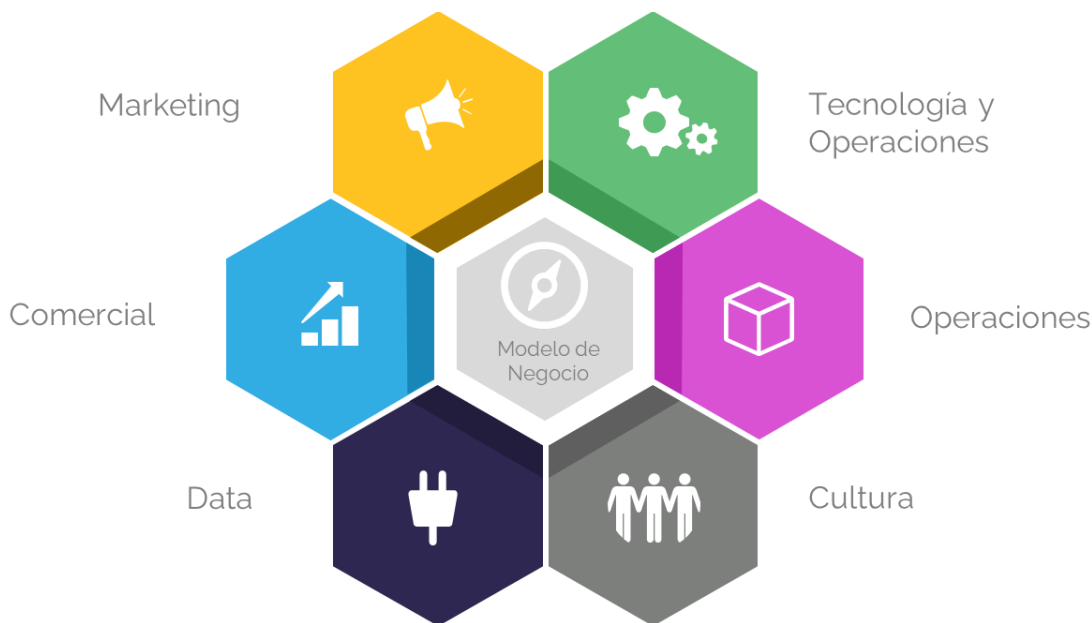 Marketing
Tecnología y
Operaciones
Comercial
Modelo de
Negocio
Operaciones
Data
Cultura